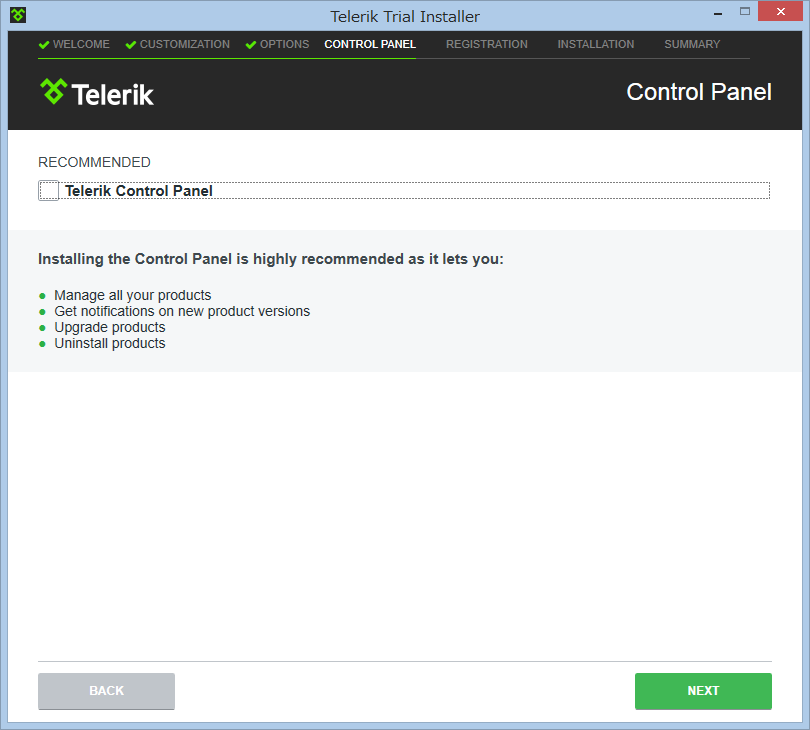 Telerik Trial Installer
WELCOME CUSTOMIZATION OPTIONS CONTROL PANEL REGISTRATION INSTALLATION SUMMARY
Telerik
Control Panel
RECOMMENDED
Telerik Control Panel
Installing the Control Panel is highly recommended as it lets you:
Manage all your products
Get notifications on new product versions
Upgrade products
Uninstall products
BACK
NEXT